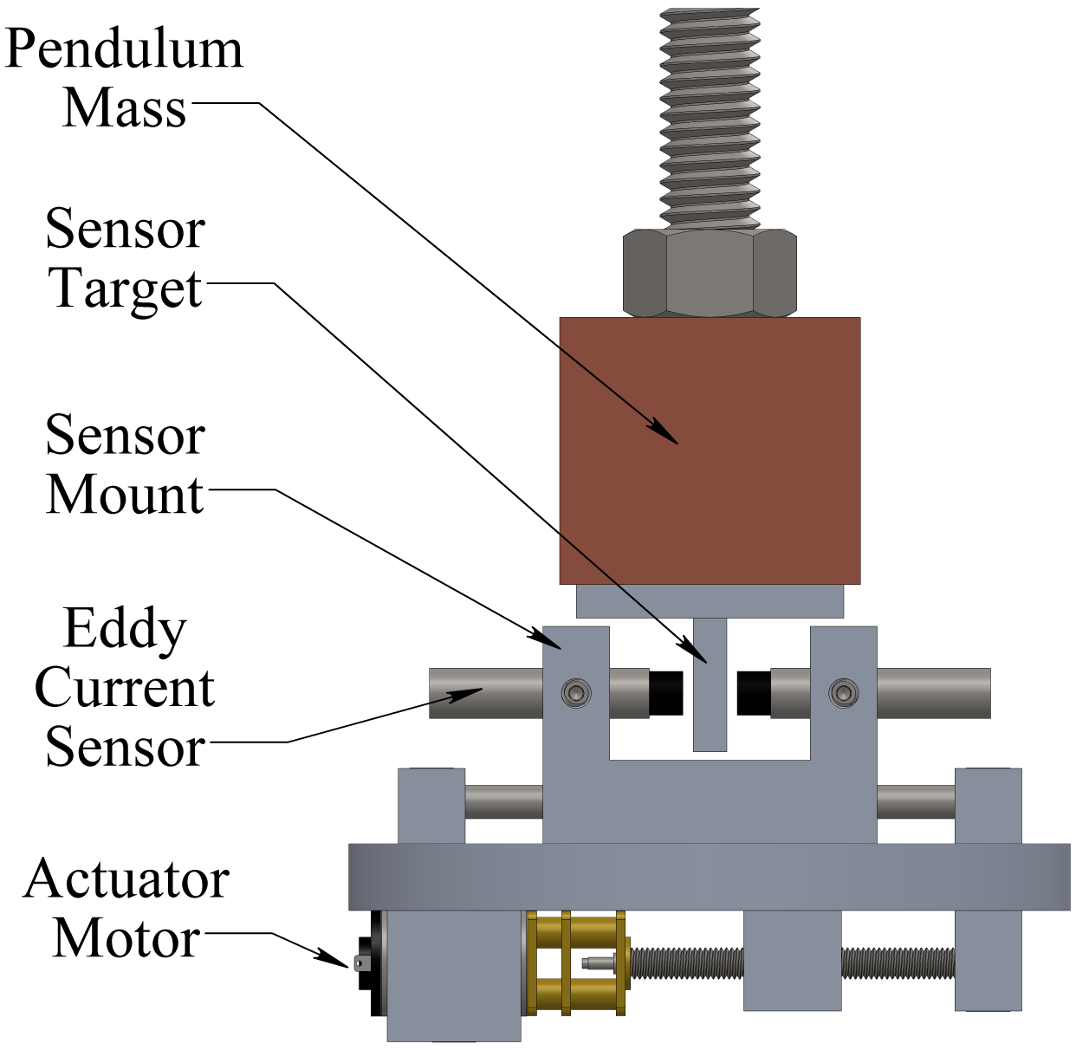 Pendulum
Mass
Sensor
Target
Sensor
Mount
Eddy
Current
Sensor
Actuator
Motor